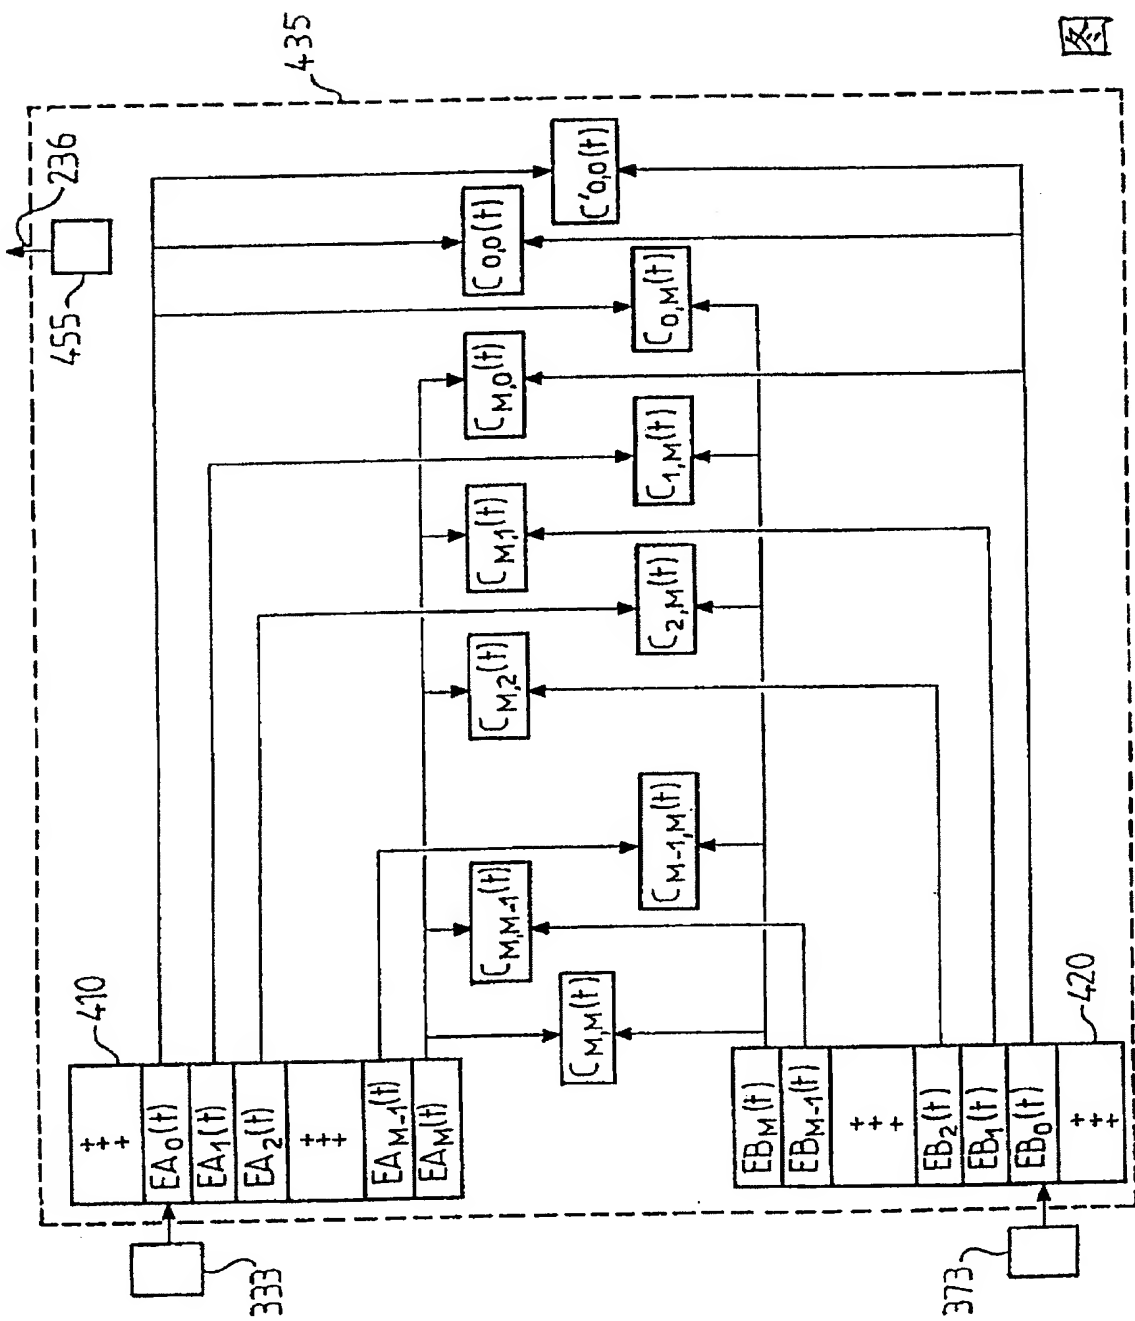 图
435
236
455
C'0,0(t)
C0,0(t)
C0,M(t)
CM,0(t)
C1,M(t)
CM,1(t)
C2,M(t)
CM,2(t)
CM-1,M(t)
CM,M-1(t)
CM,M(t)
410
+++
EA0(t)
EA1(t)
EA2(t)
+++
EAM-1(t)
EAM(t)
EBM(t)
EBM-1(t)
+++
EB2(t)
EB1(t)
EB0(t)
+++
420
333
373